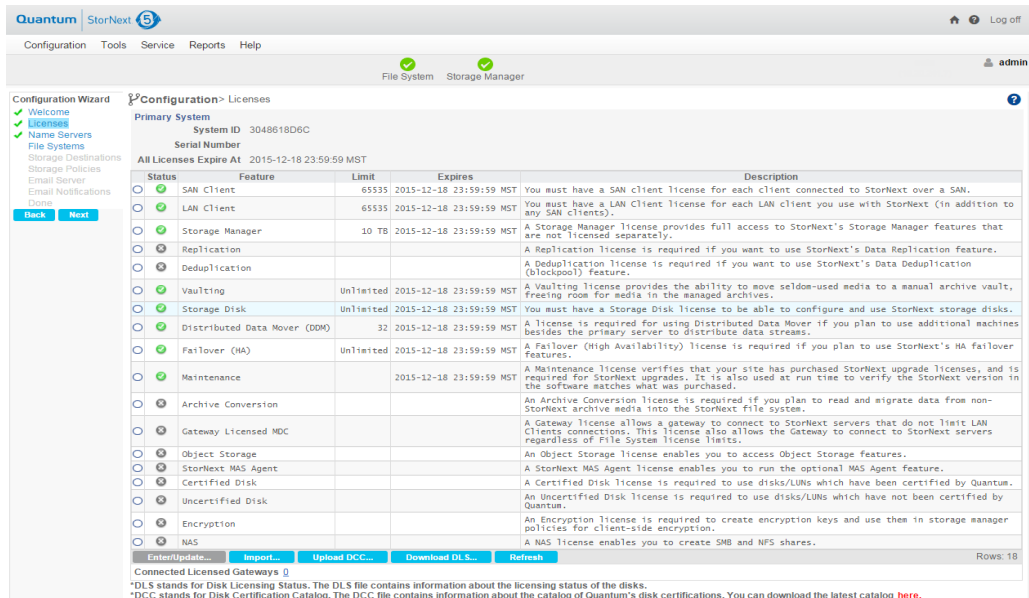 Quantum StorNext 5
Log off
Configuration Tools Service Reports Help
admin
File System Storage Manager
Configuration Wizard
Welcome
Licenses
Name Servers
File Systems
Storage Destinations
Storage Policies
Email Server
Email Notifications
Done
Back Next
Configuration> Licenses
Primary System
System ID 3048618D6C
Serial Number
All Licenses Expire At 2015-12-18 23:59:59 MST
Status Feature Limit Expires Description
SAN Client 65535 2015-12-18 23:59:59 MST You must have a SAN client license for each client connected to StorNext over a SAN.
LAN Client 65535 2015-12-18 23:59:59 MST You must have a LAN Client license for each LAN client you use with StorNext (in addition to
any SAN clients).
Storage Manager 10 TB 2015-12-18 23:59:59 MST A Storage Manager license provides full access to StorNext's Storage Manager features that
are not licensed separately.
Replication A Replication license is required if you want to use StorNext's Data Replication feature.
Deduplication A Deduplication license is required if you want to use StorNext's Data Deduplication
(blockpool) feature.
Vaulting Unlimited 2015-12-18 23:59:59 MST A Vaulting license provides the ability to move seldom-used media to a manual archive vault,
freeing room for media in the managed archives.
Storage Disk Unlimited 2015-12-18 23:59:59 MST You must have a Storage Disk license to be able to configure and use StorNext storage disks.
Distributed Data Mover (DDM) 32 2015-12-18 23:59:59 MST A license is required for using Distributed Data Mover if you plan to use additional machines
besides the primary server to distribute data streams.
Failover (HA) Unlimited 2015-12-18 23:59:59 MST A Failover (High Availability) license is required if you plan to use StorNext's HA failover
features.
Maintenance 2015-12-18 23:59:59 MST A Maintenance license verifies that your site has purchased StorNext upgrade licenses, and is
required for StorNext upgrades. It is also used at run time to verify the StorNext version in
the software matches what was purchased.
Archive Conversion An Archive Conversion license is required if you plan to read and migrate data from non-
StorNext archive media into the StorNext file system.
Gateway Licensed MDC A Gateway license allows a gateway to connect to StorNext servers that do not limit LAN
Clients connections. This license also allows the Gateway to connect to StorNext servers
regardless of File System license limits.
Object Storage An Object Storage license enables you to access Object Storage features.
StorNext MAS Agent A StorNext MAS Agent license enables you to run the optional MAS Agent feature.
Certified Disk A Certified Disk license is required to use disks/LUNs which have been certified by Quantum.
Uncertified Disk An Uncertified Disk license is required to use disks/LUNs which have not been certified by
Quantum.
Encryption An Encryption license is required to create encryption keys and use them in storage manager
policies for client-side encryption.
NAS A NAS license enables you to create SMB and NFS shares.
Enter/Update... Import... Upload DCC... Download DLS... Refresh Rows: 18
Connected Licensed Gateways 0
*DLS stands for Disk Licensing Status. The DLS file contains information about the licensing status of the disks.
*DCC stands for Disk Certification Catalog. The DCC file contains information about the catalog of Quantum's disk certifications. You can download the latest catalog here.